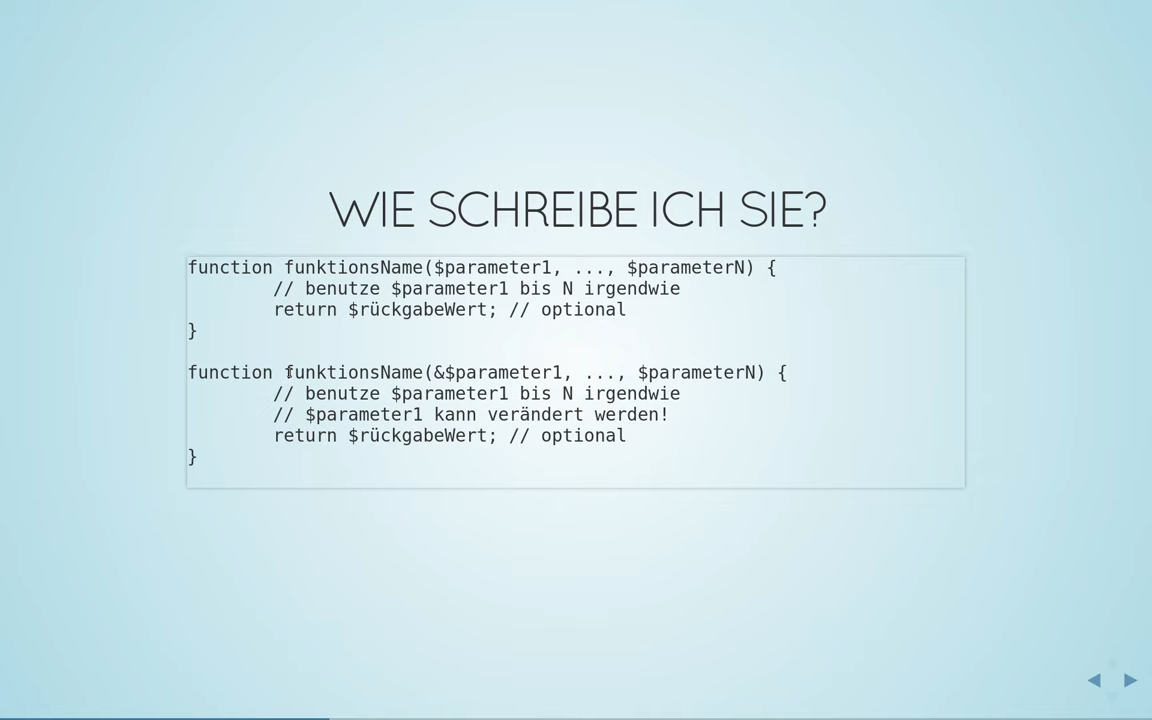 WIE SCHREIBE ICH SIE?
function funktionsName($parameter1, ..., $parameterN) {
// benutze $parameter1 bis N irgendwie
return $rückgabeWert; // optional
}
function funktionsName(&$parameter1, ..., $parameterN) {
// benutze $parameter1 bis N irgendwie
// $parameter1 kann verändert werden!
return $rückgabeWert; // optional
}